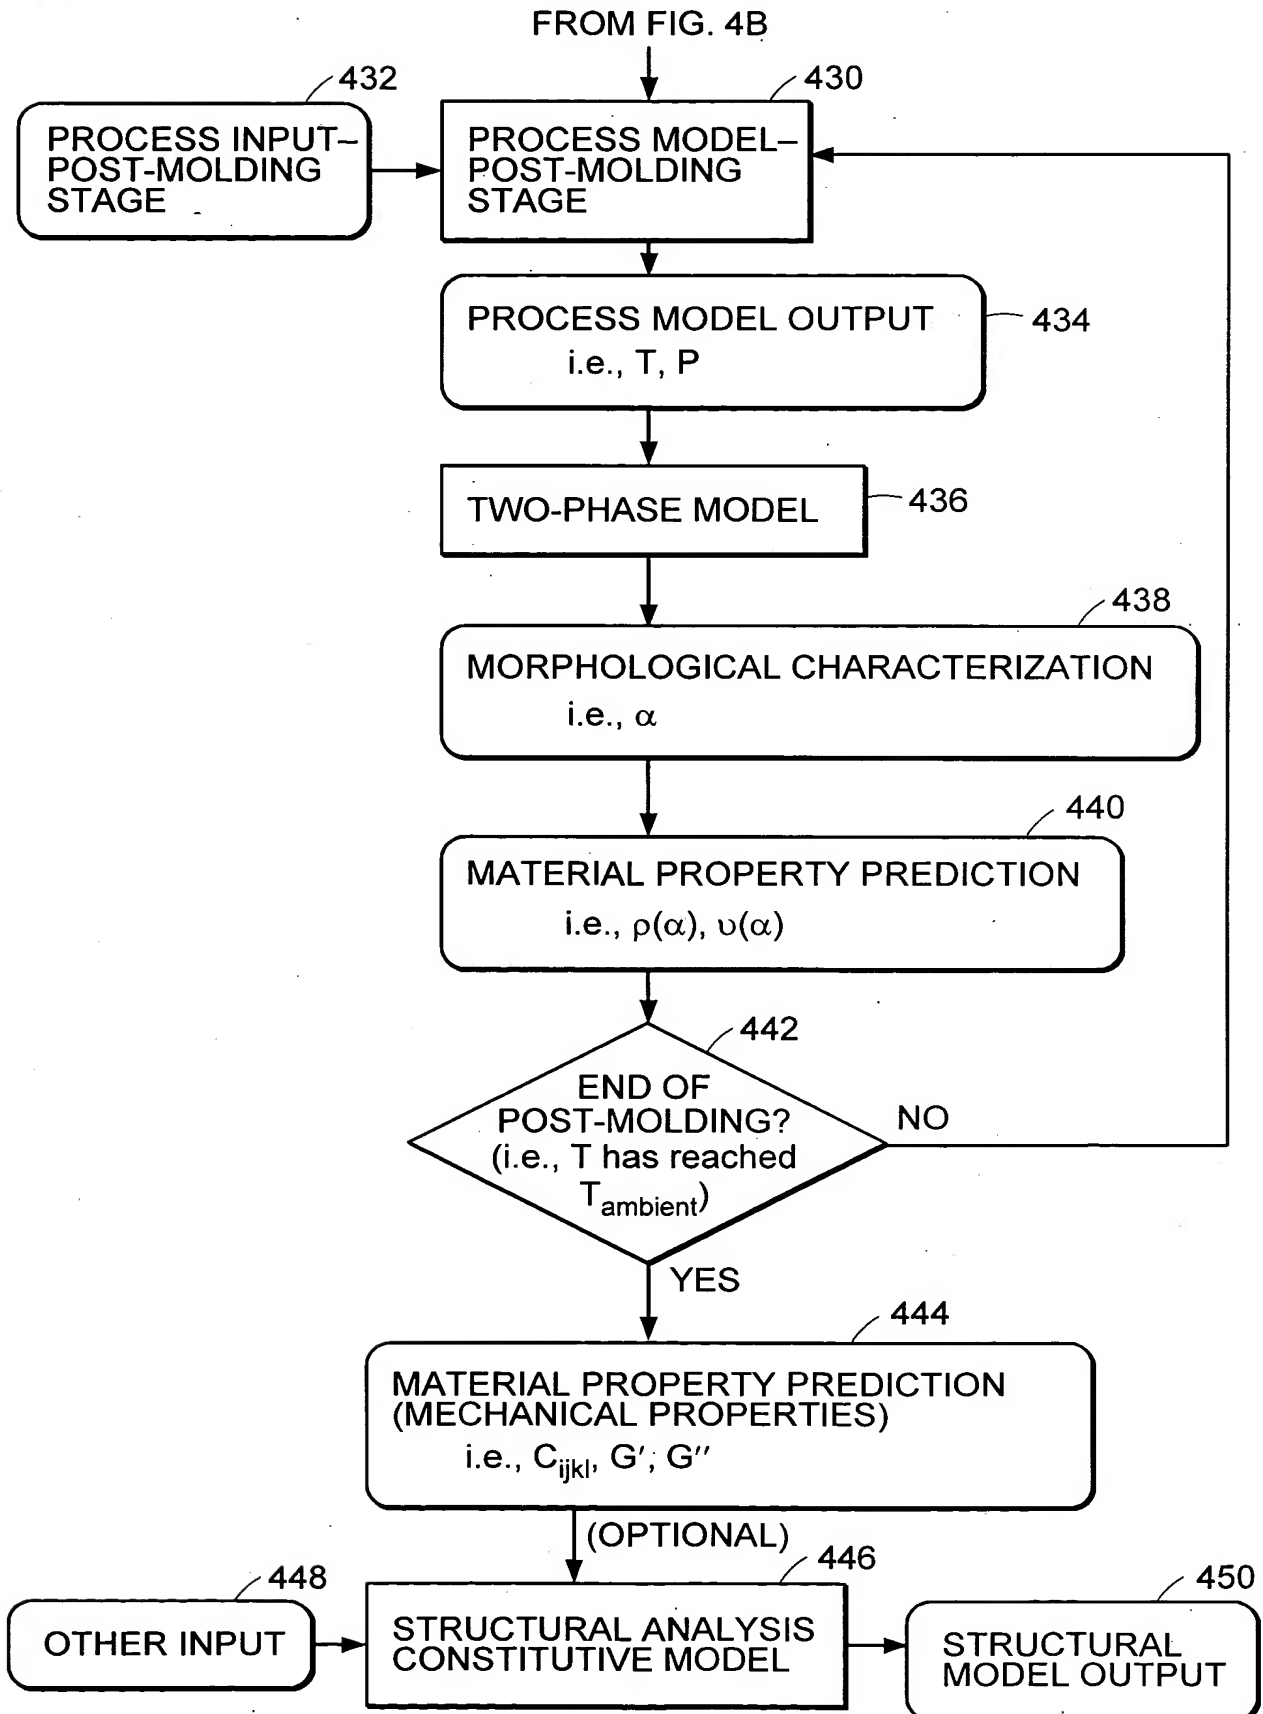 FROM FIG. 4B
432
430
PROCESS INPUT–
POST-MOLDING
STAGE
PROCESS MODEL–
POST-MOLDING
STAGE
PROCESS MODEL OUTPUT
i.e., T, P
434
TWO-PHASE MODEL
436
438
MORPHOLOGICAL CHARACTERIZATION
i.e., α
440
MATERIAL PROPERTY PREDICTION
i.e., ρ(α), υ(α)
442
END OF
POST-MOLDING?
(i.e., T has reached
T_ambient)
NO
YES
444
MATERIAL PROPERTY PREDICTION
(MECHANICAL PROPERTIES)
i.e., C_ijkl, G′; G′′
(OPTIONAL)
448
446
450
OTHER INPUT
STRUCTURAL ANALYSIS
CONSTITUTIVE MODEL
STRUCTURAL
MODEL OUTPUT